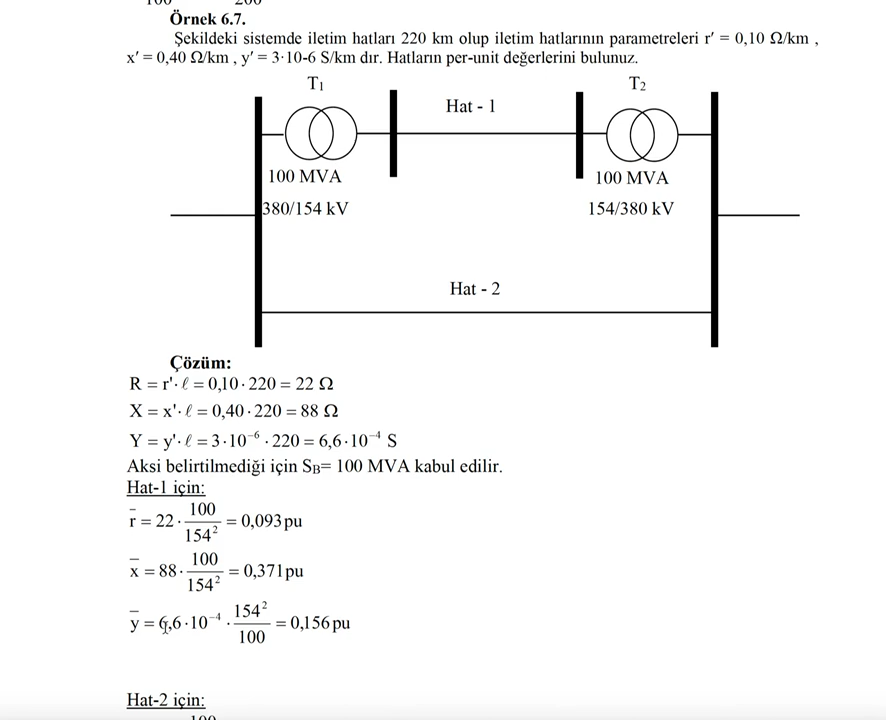 100 200
Örnek 6.7.
Şekildeki sistemde iletim hatları 220 km olup iletim hatlarının parametreleri r' = 0,10 Ω/km ,
x' = 0,40 Ω/km , y' = 3·10-6 S/km dır. Hatların per-unit değerlerini bulunuz.
T₁ T₂
Hat - 1
100 MVA 100 MVA
380/154 kV 154/380 kV
Hat - 2
Çözüm:
R = r'· ℓ = 0,10 · 220 = 22 Ω
X = x'· ℓ = 0,40 · 220 = 88 Ω
Y = y'· ℓ = 3·10⁻⁶ · 220 = 6,6·10⁻⁴ S
Aksi belirtilmediği için S_B= 100 MVA kabul edilir.
Hat-1 için:
r̄ = 22 · 100/154² = 0,093 pu
x̄ = 88 · 100/154² = 0,371 pu
ȳ = 6,6·10⁻⁴ · 154²/100 = 0,156 pu
Hat-2 için:
100